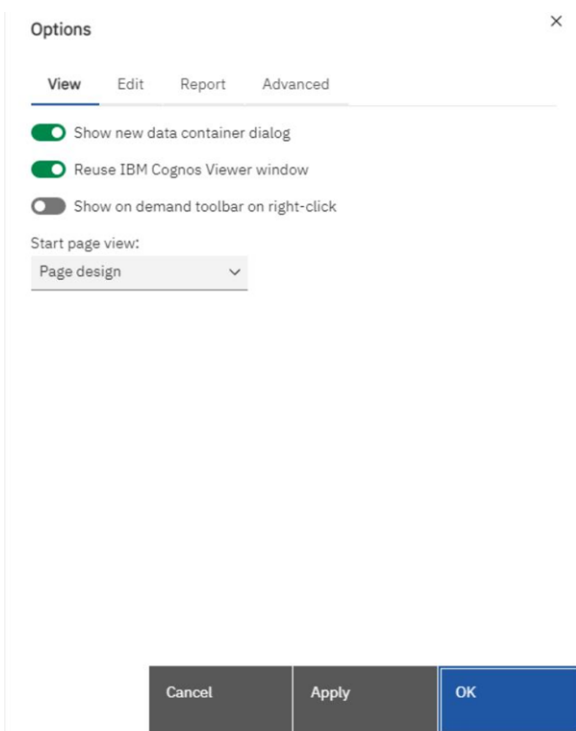 Options
View Edit Report Advanced
Show new data container dialog
Reuse IBM Cognos Viewer window
Show on demand toolbar on right-click
Start page view:
Page design
Cancel Apply OK